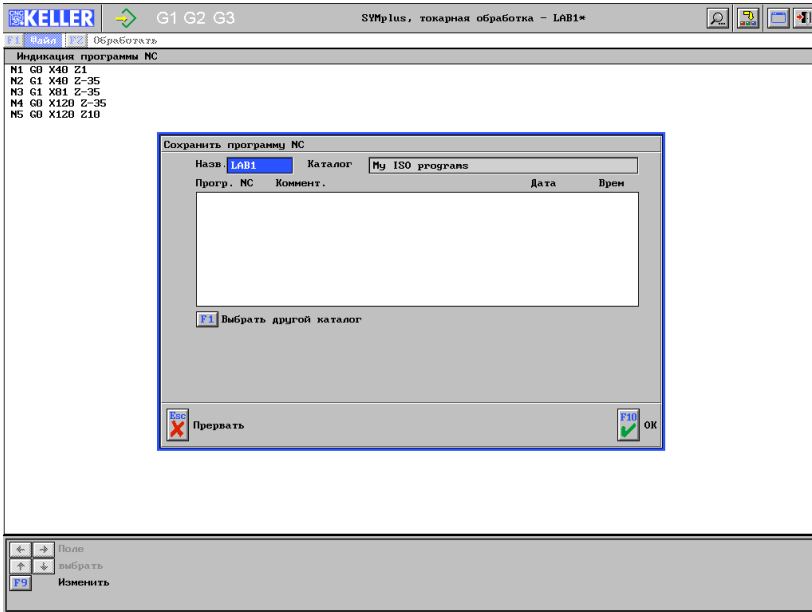 KELLER G1 G2 G3 SYMplus, токарная обработка - LAB1*
F1 Файл F2 Обработать
Индикация программы NC
N1 G0 X40 Z1
N2 G1 X40 Z-35
N3 G1 X81 Z-35
N4 G0 X120 Z-35
N5 G0 X120 Z10
Сохранить программу NC
Назв. LAB1 Каталог My ISO programs
Прогр. NC Коммент. Дата Врем
F1 Выбрать другой каталог
Esc Прервать F10 ОК
Поле
выбрать
F9 Изменить